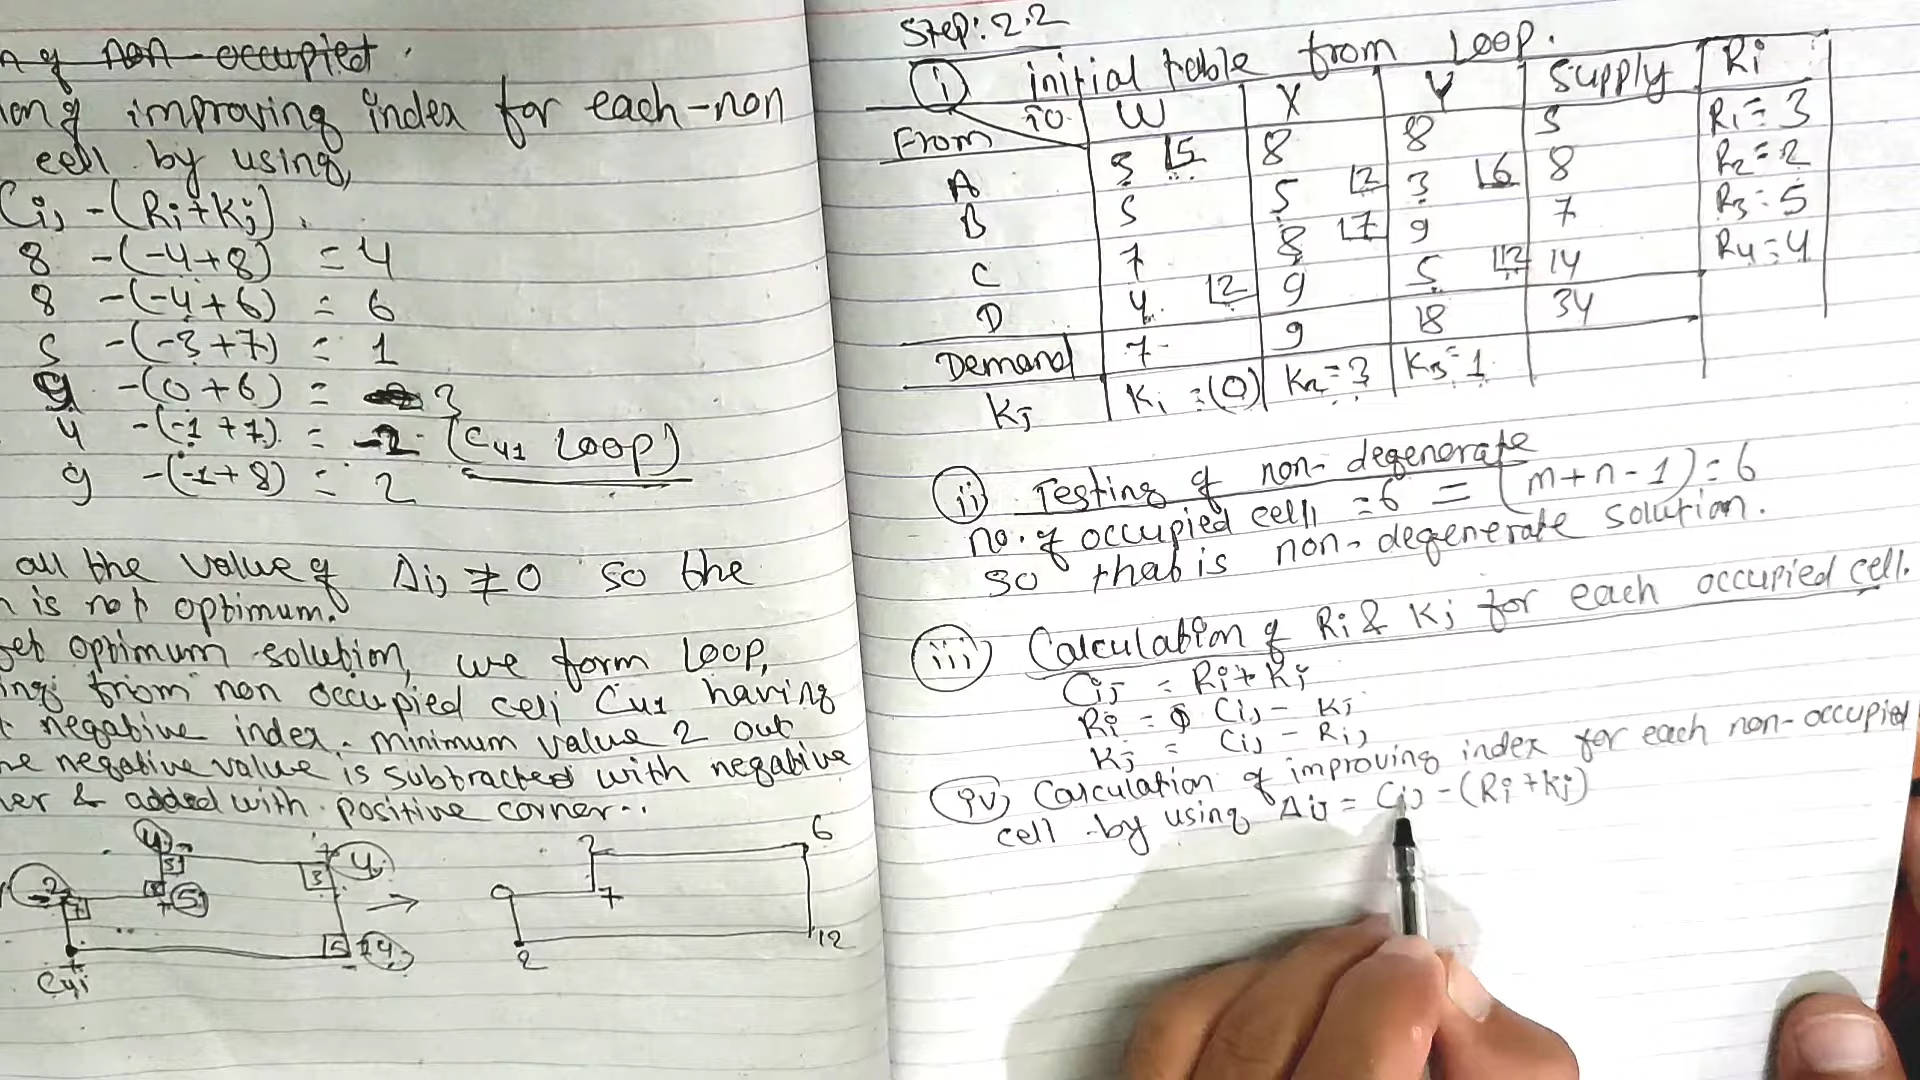 non-occupied.
improving index for each-non
cell by using,
Cij - (Ri+Kj).
8 - (-4+8) = 4
8 - (-4+6) = 6
5 - (-3+7) = 1
9 - (0+6) = 3
4 - (-1+7) = -2 (C41 Loop)
9 - (-1+8) = 2
all the value of Δij ≠ 0 so the
is not optimum.
optimum solution, we form Loop,
from non occupied cell C41 having
negative index. minimum value 2 out
negative value is subtracted with negative
& added with positive corner..
2 6
7
2 12
C41
Step: 2.2
(i) initial table from Loop.
From To W X Y Supply Ri
A 3 15 8 8 5 R1 = 3
B 5 5 12 3 16 8 R2 = 2
C 7 8 17 9 7 R3 = 5
D 4 12 9 5 112 14 R4 = 4
Demand 7 9 18 34
Kj K1 = (0) K2 = 3 K3 = 1
(ii) Testing of non-degenerate
no. of occupied cell = 6 = (m+n-1) = 6
so that is non-degenerate solution.
(iii) Calculation of Ri & Kj for each occupied cell.
Cij = Ri + Kj
Ri = Cij - Kj
Kj = Cij - Ri,
(iv) Calculation of improving index for each non-occupied
cell by using Δij = Cij - (Ri+Kj)